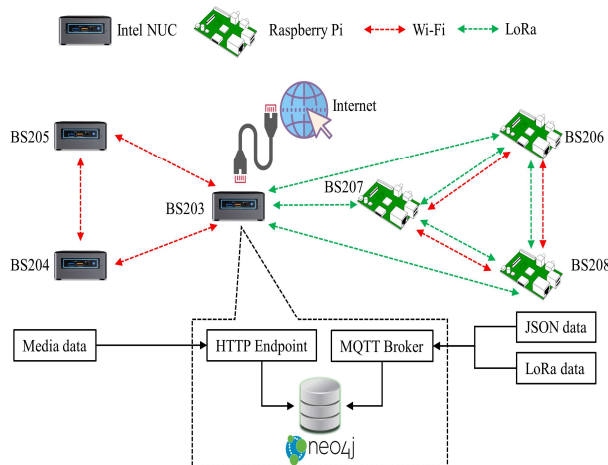 Intel NUC
Raspberry Pi
Wi-Fi
LoRa
Internet
BS205
BS206
BS207
BS203
BS204
BS208
Media data
HTTP Endpoint
MQTT Broker
JSON data
LoRa data
neo4j